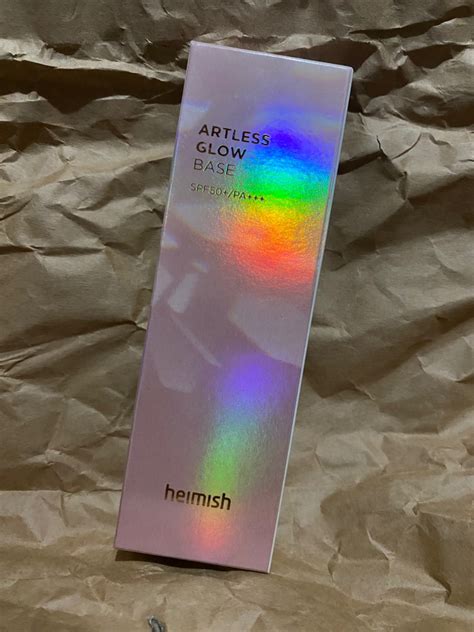 ARTLESS
GLOW
BASE
SPF50+/PA+++
heimish